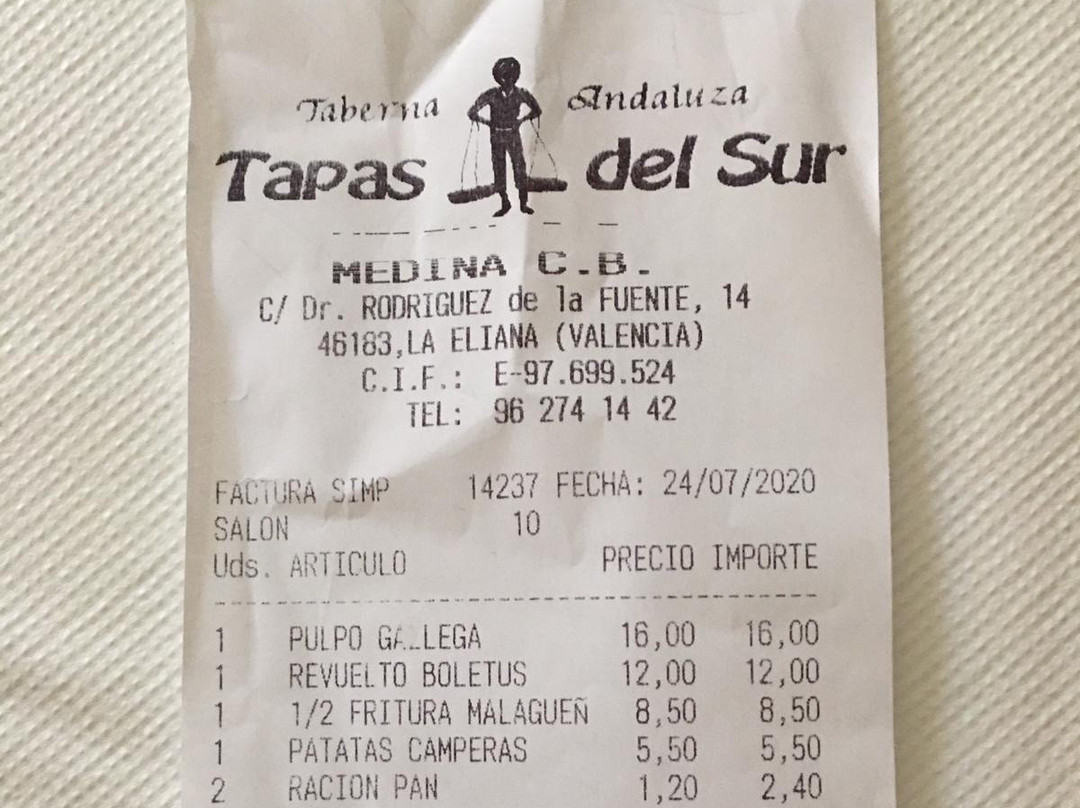 Taberna Andaluza
Tapas del Sur
MEDINA C.B.
C/ Dr. RODRIGUEZ de la FUENTE, 14
46183,LA ELIANA (VALENCIA)
C.I.F.: E-97.699.524
TEL: 96 274 14 42
FACTURA SIMP 14237 FECHA: 24/07/2020
SALON 10
Uds. ARTICULO PRECIO IMPORTE
1 PULPO GALLEGA 16,00 16,00
1 REVUELTO BOLETUS 12,00 12,00
1 1/2 FRITURA MALAGUEÑ 8,50 8,50
1 PATATAS CAMPERAS 5,50 5,50
2 RACION PAN 1,20 2,40